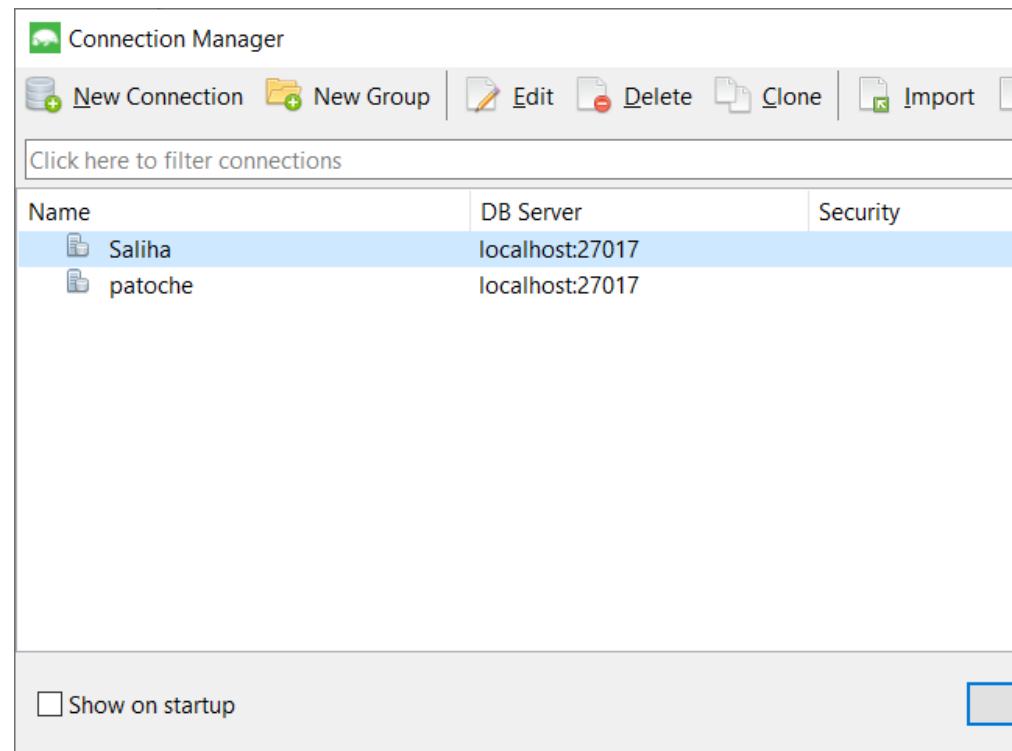 Connection Manager
New Connection New Group Edit Delete Clone Import
Click here to filter connections
Name DB Server Security
Saliha localhost:27017
patoche localhost:27017
Show on startup